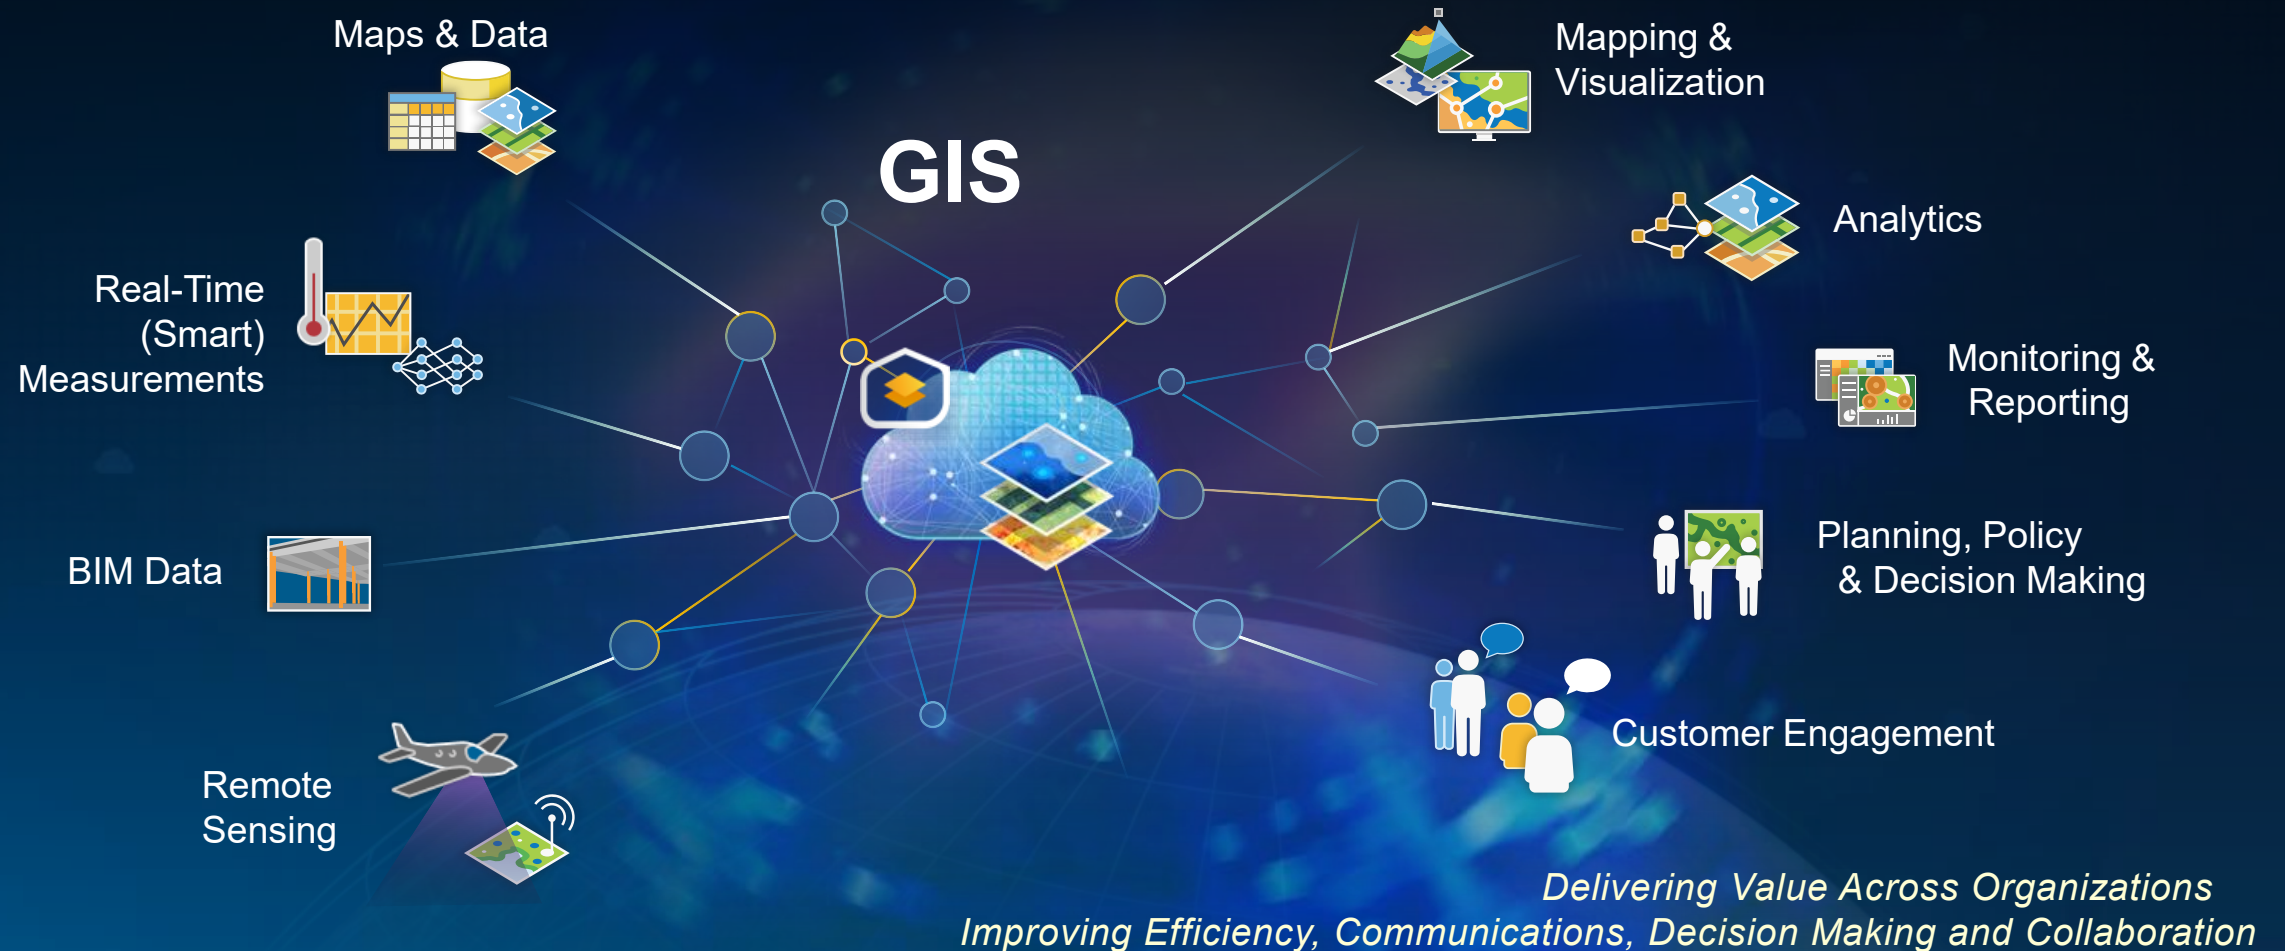 Maps & Data
Real-Time
(Smart)
Measurements
BIM Data
Remote
Sensing
GIS
Mapping &
Visualization
Analytics
Monitoring &
Reporting
Planning, Policy
& Decision Making
Customer Engagement
Delivering Value Across Organizations
Improving Efficiency, Communications, Decision Making and Collaboration